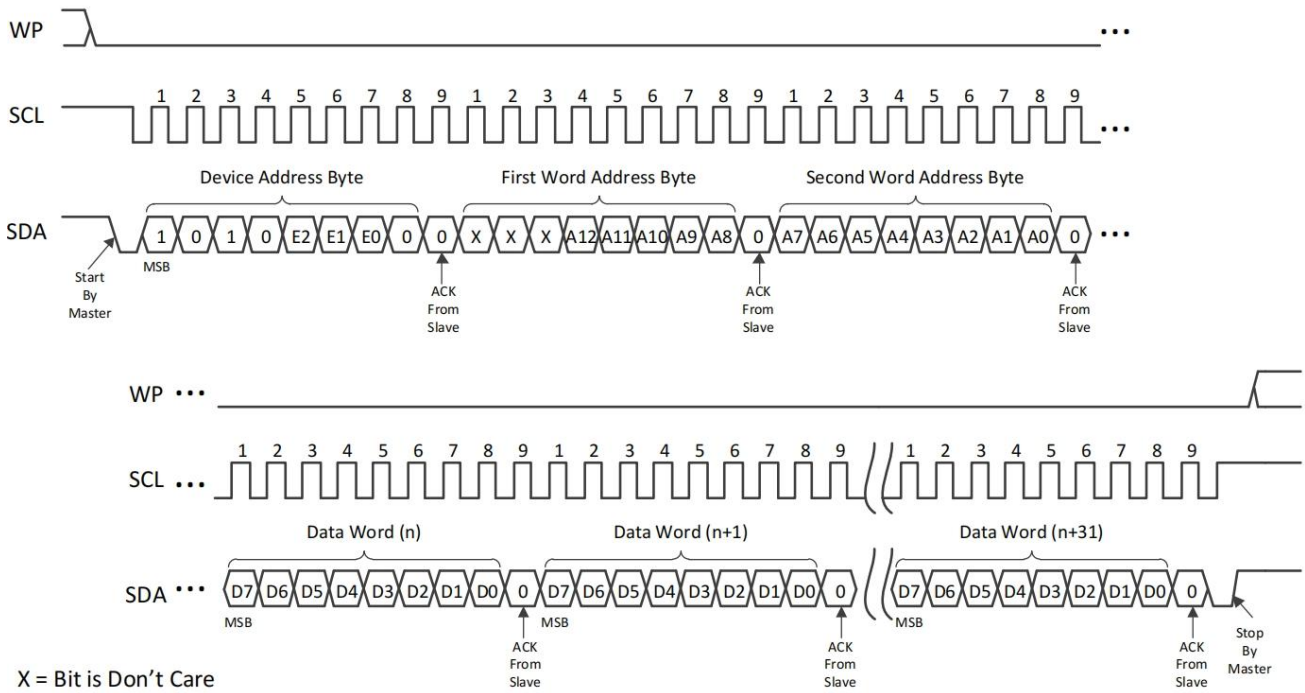 WP
...
1 2 3 4 5 6 7 8 9 1 2 3 4 5 6 7 8 9 1 2 3 4 5 6 7 8 9
SCL
...
Device Address Byte First Word Address Byte Second Word Address Byte
SDA 1 0 1 0 E2 E1 E0 0 0 X X X A12 A11 A10 A9 A8 0 A7 A6 A5 A4 A3 A2 A1 A0 0 ...
MSB
Start
By
Master
ACK
From
Slave
ACK
From
Slave
ACK
From
Slave
WP ...
1 2 3 4 5 6 7 8 9 1 2 3 4 5 6 7 8 9 1 2 3 4 5 6 7 8 9
SCL ...
Data Word (n) Data Word (n+1) Data Word (n+31)
SDA ... D7 D6 D5 D4 D3 D2 D1 D0 0 D7 D6 D5 D4 D3 D2 D1 D0 0 D7 D6 D5 D4 D3 D2 D1 D0 0
MSB MSB MSB
ACK
From
Slave
ACK
From
Slave
ACK
From
Slave
Stop
By
Master
X = Bit is Don't Care